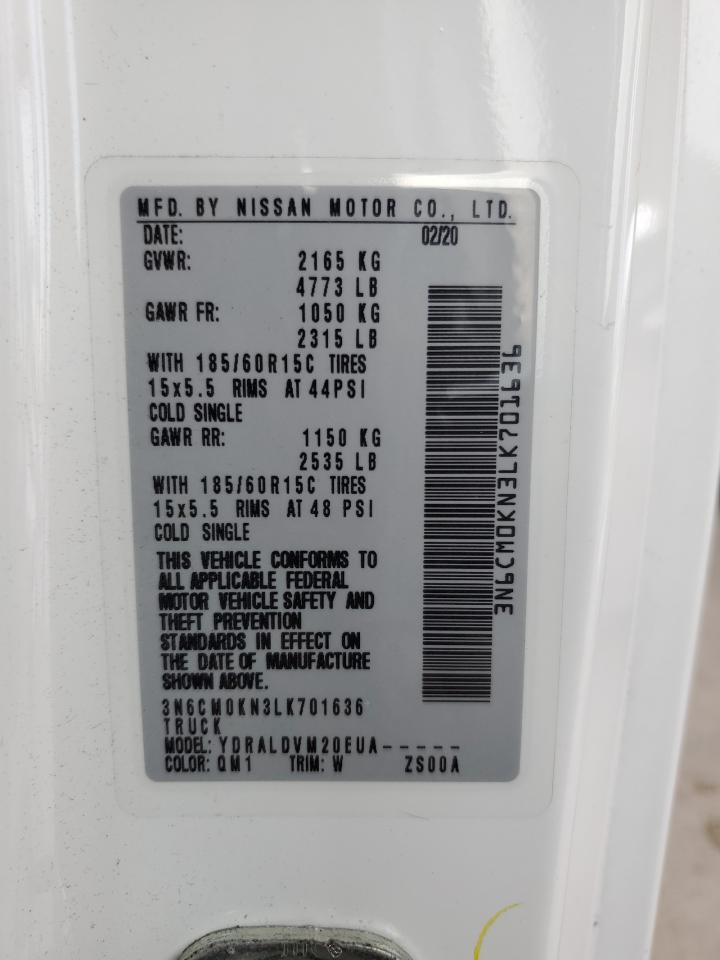 MFD. BY NISSAN MOTOR CO., LTD.
DATE: 02/20
GVWR: 2165 KG
4773 LB
GAWR FR: 1050 KG
2315 LB
WITH 185/60R15C TIRES
15x5.5 RIMS AT 44PSI
COLD SINGLE
GAWR RR: 1150 KG
2535 LB
WITH 185/60R15C TIRES
15x5.5 RIMS AT 48 PSI
COLD SINGLE
THIS VEHICLE CONFORMS TO
ALL APPLICABLE FEDERAL
MOTOR VEHICLE SAFETY AND
THEFT PREVENTION
STANDARDS IN EFFECT ON
THE DATE OF MANUFACTURE
SHOWN ABOVE.
3N6CM0KN3LK701636
TRUCK
MODEL: YDRALDVM20EUA-----
COLOR: QM1 TRIM: W ZS00A
3N6CM0KN3LK701636